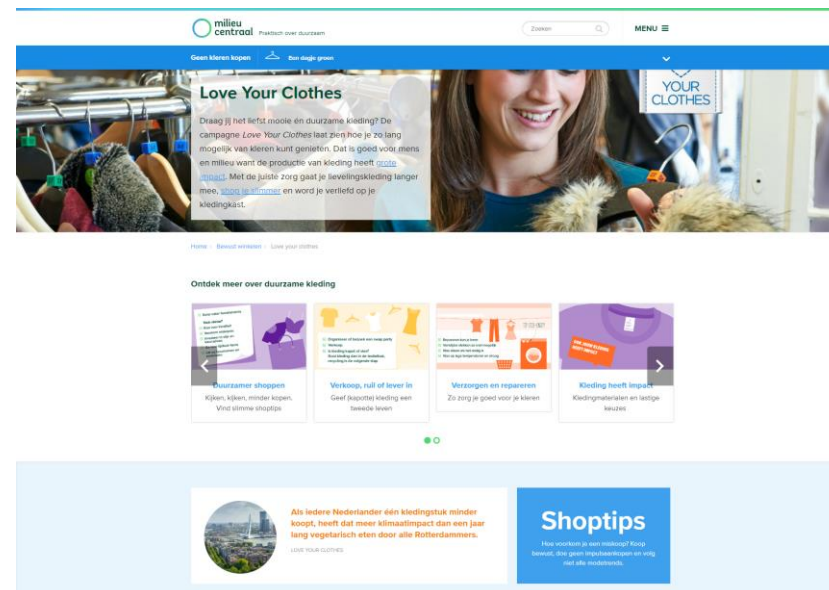 milieu
centraal Praktisch over duurzaam
Zoeken
MENU
Geen kleren kopen
Een dagje groen
Love Your Clothes
Draag jij het liefst mooie én duurzame kleding? De
campagne Love Your Clothes laat zien hoe je zo lang
mogelijk van kleren kunt genieten. Dat is goed voor mens
en milieu want de productie van kleding heeft grote
impact. Met de juiste zorg gaat je lievelingskleding langer
mee, shop je slimmer en word je verliefd op je
kledingkast.
YOUR
CLOTHES
Home Bewust winkelen Love your clothes
Ontdek meer over duurzame kleding
Duurzamer shoppen
Kijken, kijken, minder kopen.
Vind slimme shoptips
Verkoop, ruil of lever in
Geef (kapotte) kleding een
tweede leven
Verzorgen en repareren
Zo zorg je goed voor je kleren
Kleding heeft impact
Kledingmaterialen en lastige
keuzes
Als iedere Nederlander één kledingstuk minder
koopt, heeft dat meer klimaatimpact dan een jaar
lang vegetarisch eten door alle Rotterdammers.
LOVE YOUR CLOTHES
Shoptips
Hoe voorkom je een miskoop? Koop
bewust, doe geen impulsaankopen en volg
niet alle modetrends.